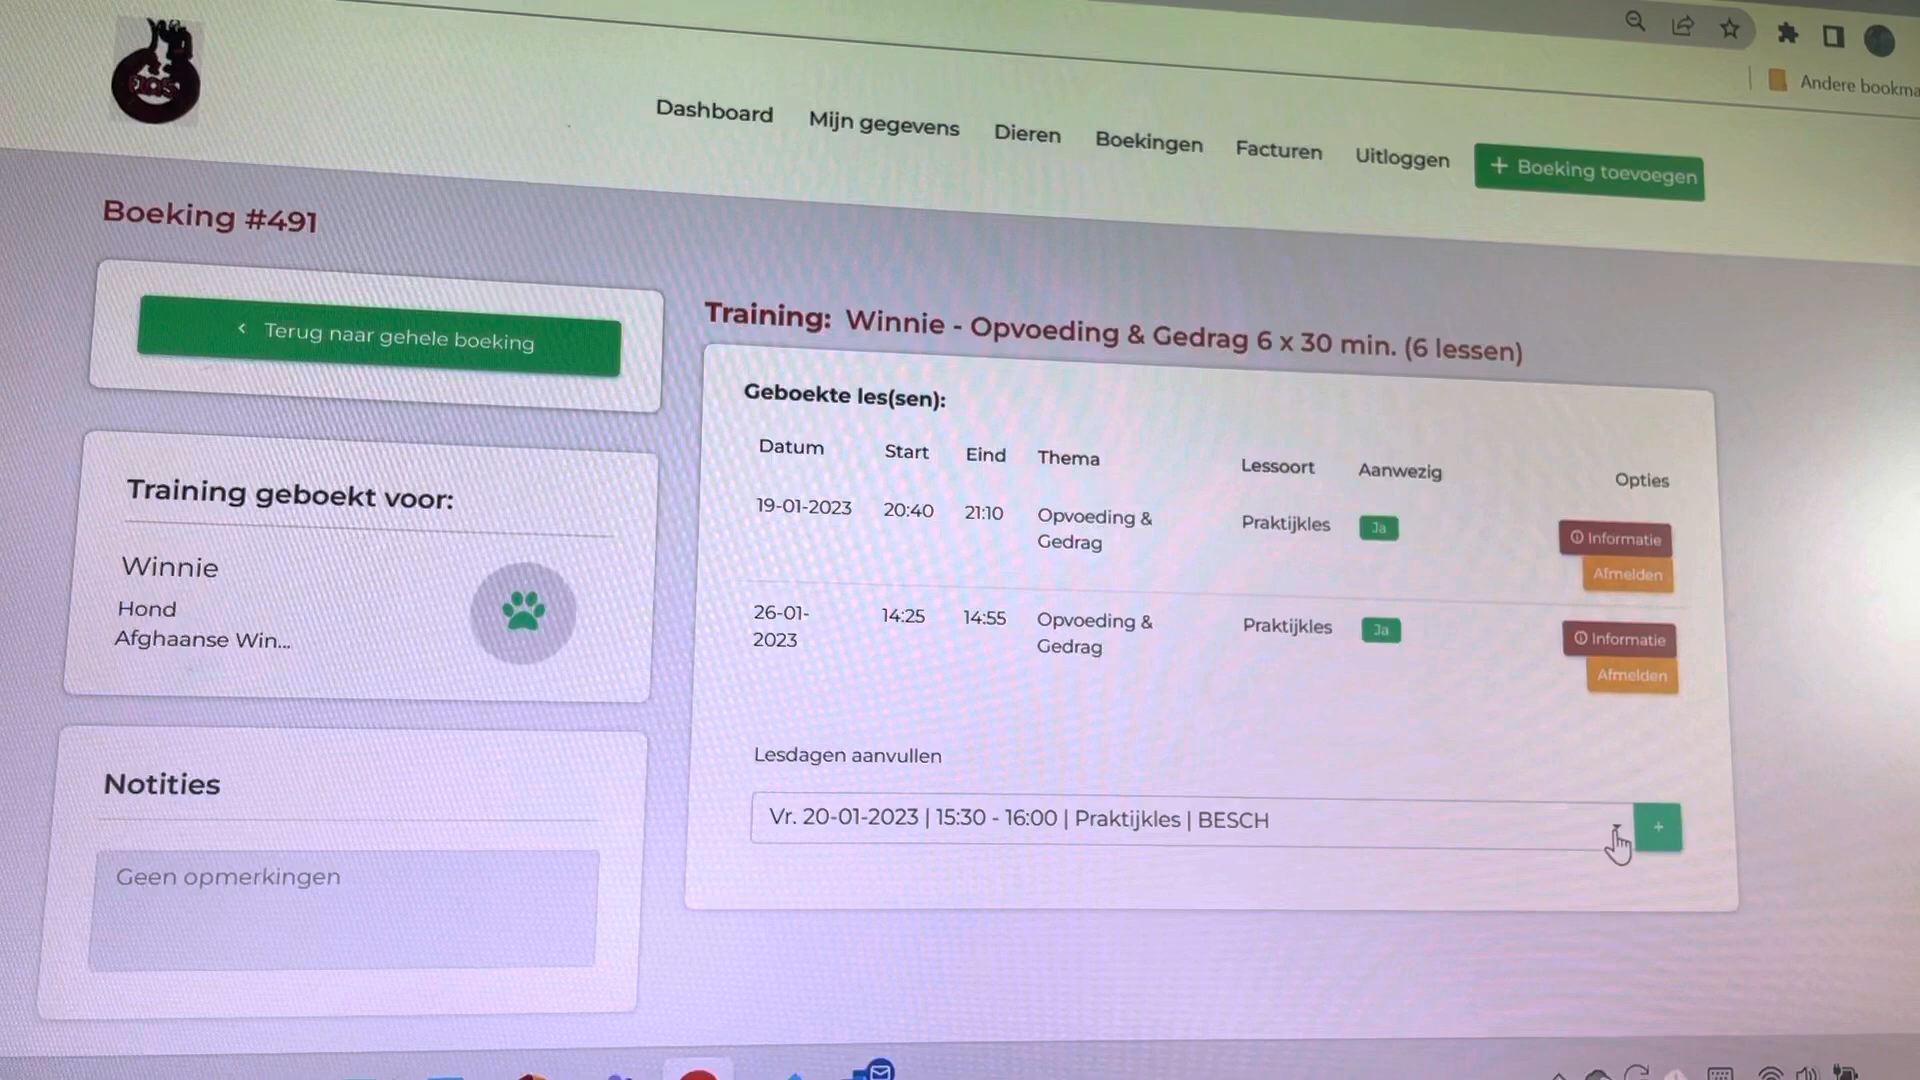 Andere bookma
Dashboard Mijn gegevens Dieren Boekingen Facturen Uitloggen + Boeking toevoegen
Boeking #491
‹ Terug naar gehele boeking
Training geboekt voor:
Winnie
Hond
Afghaanse Win...
Notities
Geen opmerkingen
Training: Winnie - Opvoeding & Gedrag 6 x 30 min. (6 lessen)
Geboekte les(sen):
Datum Start Eind Thema Lessoort Aanwezig Opties
19-01-2023 20:40 21:10 Opvoeding & Praktijkles Ja Informatie
Gedrag Afmelden
26-01- 14:25 14:55 Opvoeding & Praktijkles Ja Informatie
2023 Gedrag Afmelden
Lesdagen aanvullen
Vr. 20-01-2023 | 15:30 - 16:00 | Praktijkles | BESCH +